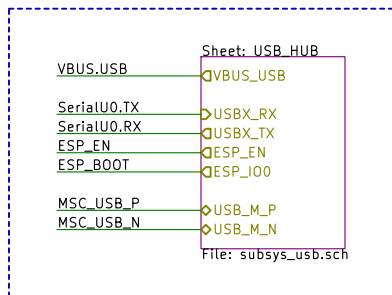 Sheet: USB_HUB
VBUS.USB
VBUS_USB
SerialU0.TX
USBX_RX
SerialU0.RX
USBX_TX
ESP_EN
ESP_EN
ESP_BOOT
ESP_IO0
MSC_USB_P
USB_M_P
MSC_USB_N
USB_M_N
File: subsys_usb.sch